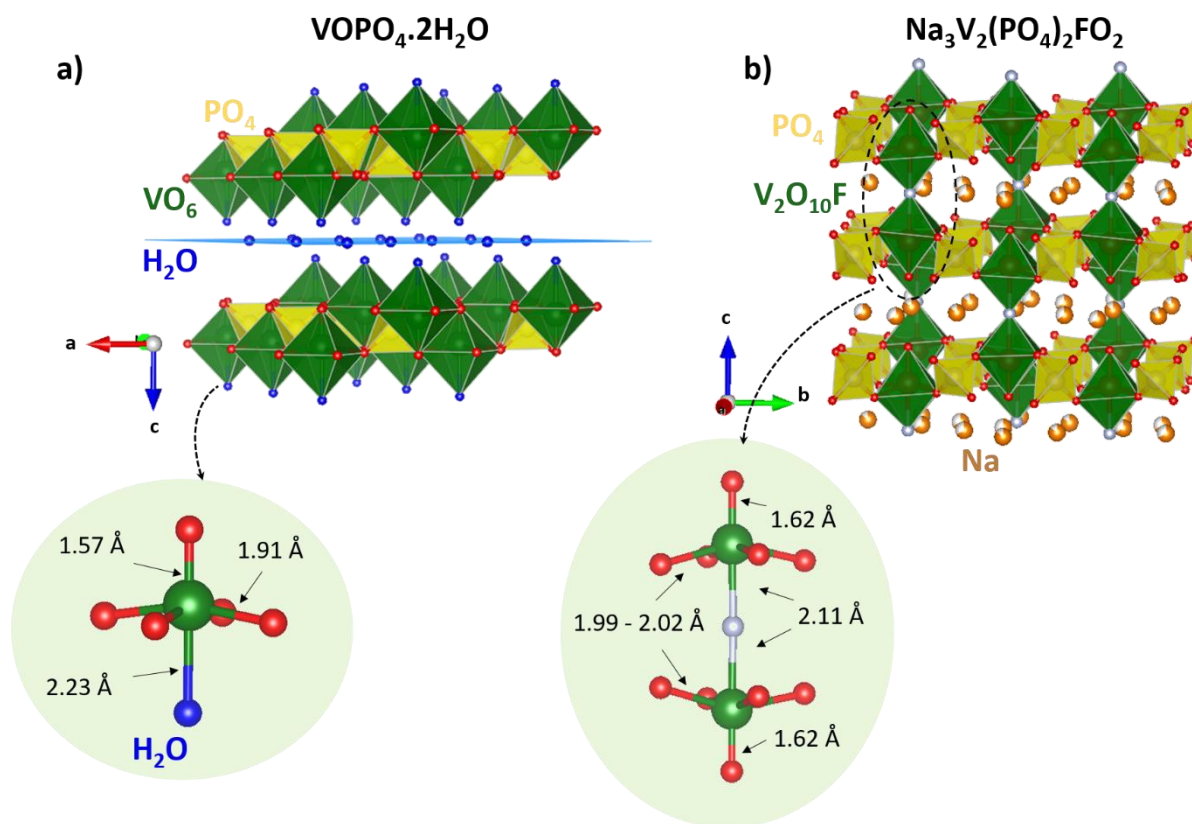 VOPO₄.2H₂O
a)
PO₄
VO₆
H₂O
a
c
1.57 Å
1.91 Å
2.23 Å
H₂O
Na₃V₂(PO₄)₂FO₂
b)
PO₄
V₂O₁₀F
c
b
a
Na
1.62 Å
1.99 - 2.02 Å
2.11 Å
1.62 Å